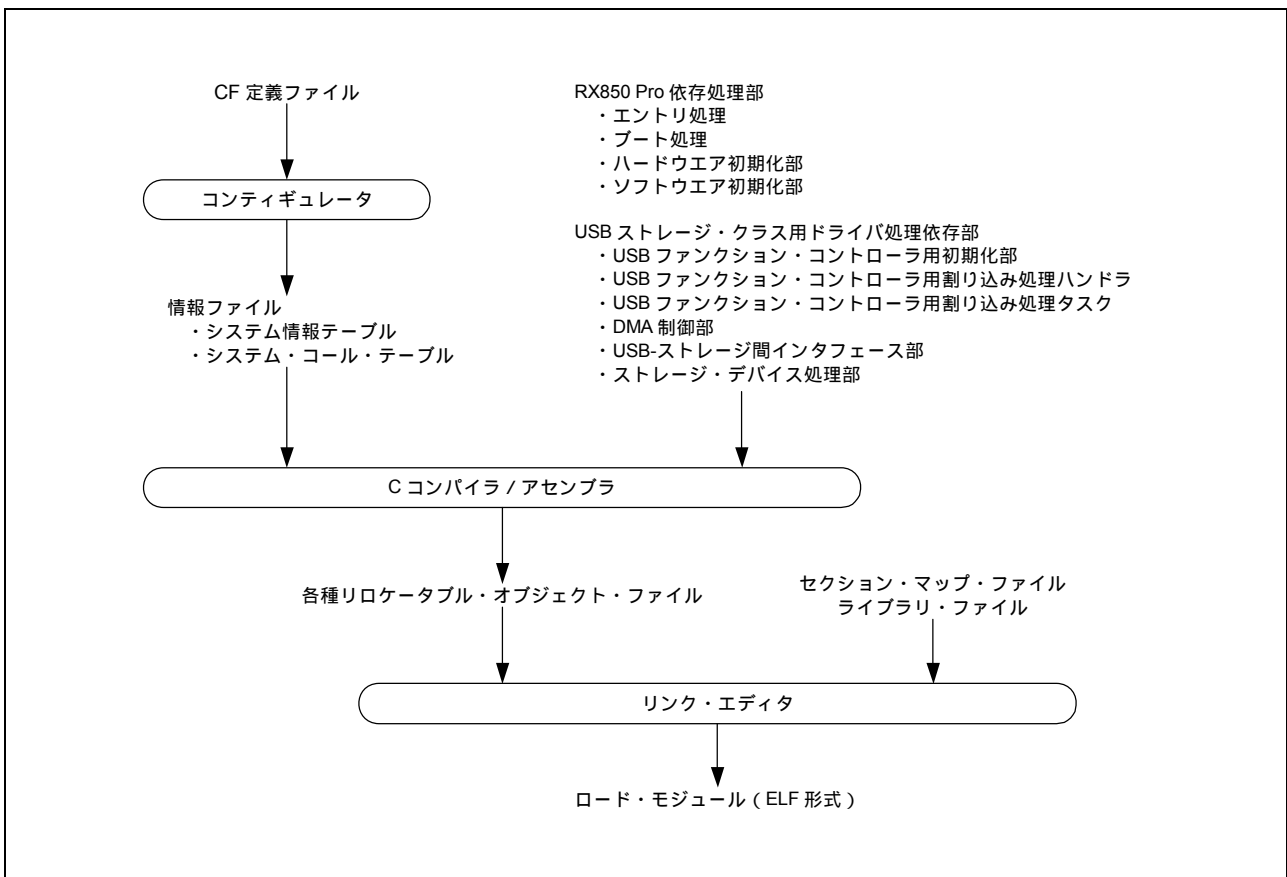 CF 定義ファイル
コンティギュレータ
情報ファイル
・システム情報テーブル
・システム・コール・テーブル
RX850 Pro 依存処理部
・エントリ処理
・ブート処理
・ハードウエア初期化部
・ソフトウエア初期化部
USB ストレージ・クラス用ドライバ処理依存部
・USB ファンクション・コントローラ用初期化部
・USB ファンクション・コントローラ用割り込み処理ハンドラ
・USB ファンクション・コントローラ用割り込み処理タスク
・DMA 制御部
・USB-ストレージ間インタフェース部
・ストレージ・デバイス処理部
C コンパイラ / アセンブラ
各種リロケータブル・オブジェクト・ファイル
セクション・マップ・ファイル
ライブラリ・ファイル
リンク・エディタ
ロード・モジュール(ELF 形式)